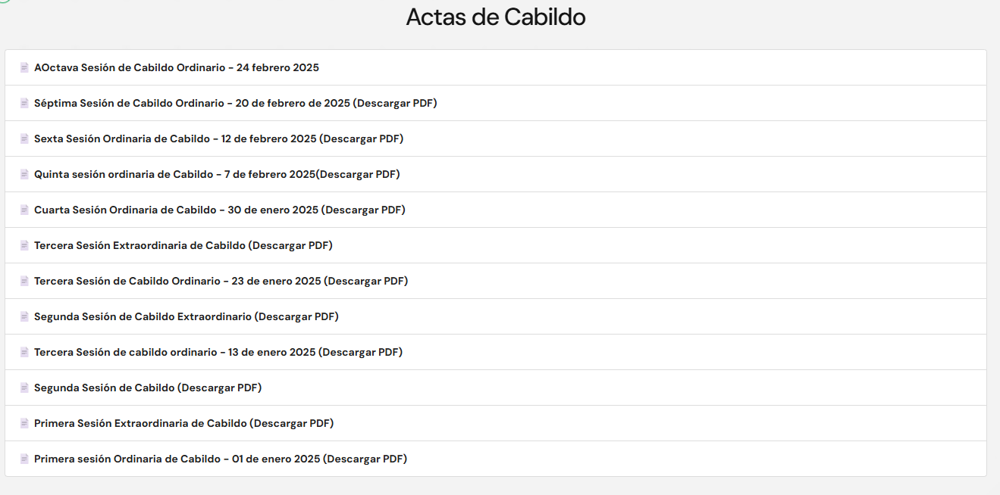 Actas de Cabildo
AOctava Sesión de Cabildo Ordinario – 24 febrero 2025
Séptima Sesión de Cabildo Ordinario – 20 de febrero de 2025 (Descargar PDF)
Sexta Sesión Ordinaria de Cabildo – 12 de febrero 2025 (Descargar PDF)
Quinta sesión ordinaria de Cabildo – 7 de febrero 2025(Descargar PDF)
Cuarta Sesión Ordinaria de Cabildo – 30 de enero 2025 (Descargar PDF)
Tercera Sesión Extraordinaria de Cabildo (Descargar PDF)
Tercera Sesión de Cabildo Ordinario – 23 de enero 2025 (Descargar PDF)
Segunda Sesión de Cabildo Extraordinario (Descargar PDF)
Tercera Sesión de cabildo ordinario – 13 de enero 2025 (Descargar PDF)
Segunda Sesión de Cabildo (Descargar PDF)
Primera Sesión Extraordinaria de Cabildo (Descargar PDF)
Primera sesión Ordinaria de Cabildo – 01 de enero 2025 (Descargar PDF)